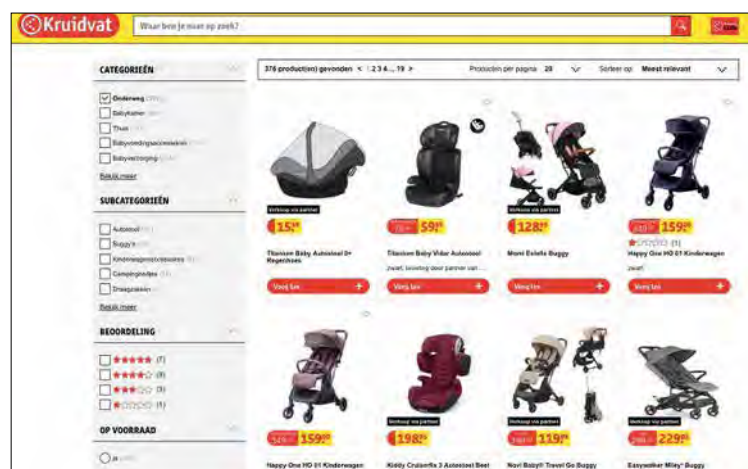 Kruidvat
Waar ben je naar op zoek?
CATEGORIEËN
Onderweg
Babykamer
Thuis
Babyvoedingsaccessoires
Babyverzorging
Bekijk meer
SUBCATEGORIEËN
Autostoel
Buggy's
Kinderwagenaccessoires
Campingbedjes
Draagzakken
Bekijk meer
BEOORDELING
(7)
(3)
(3)
(1)
OP VOORRAAD
Ja
376 product(en) gevonden < 1 2 3 4 ... 19 >
Producten per pagina 20
Sorteer op: Meest relevant
Verkoop via partner
15.
Titanium Baby Autostoel 0+
Regenhoes
Voeg toe +
59.
Titanium Baby Vidar Autostoel
zwart, levering door partner van ...
Voeg toe +
Verkoop via partner
128.
Momi Estelle Buggy
Voeg toe +
159.
(1)
Happy One HO 01 Kinderwagen
zwart
Voeg toe +
159.
Happy One HO 01 Kinderwagen
Verkoop via partner
198.
Kiddy Cruiserfix 3 Autostoel Beet
Verkoop via partner
119.
Novi Baby® Travel Go Buggy
Verkoop via partner
229.
Easywalker Miley² Buggy